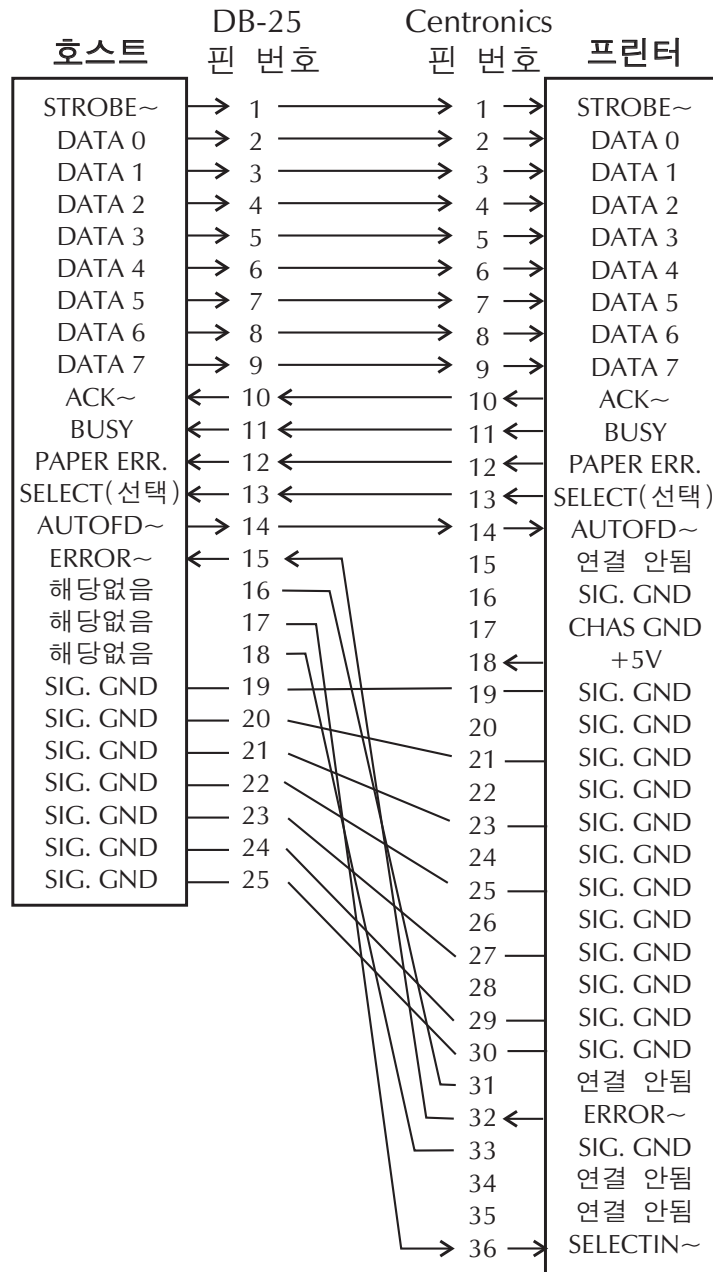 DB-25 Centronics
호스트 핀 번호 핀 번호 프린터
STROBE~ 1 1 STROBE~
DATA 0 2 2 DATA 0
DATA 1 3 3 DATA 1
DATA 2 4 4 DATA 2
DATA 3 5 5 DATA 3
DATA 4 6 6 DATA 4
DATA 5 7 7 DATA 5
DATA 6 8 8 DATA 6
DATA 7 9 9 DATA 7
ACK~ 10 10 ACK~
BUSY 11 11 BUSY
PAPER ERR. 12 12 PAPER ERR.
SELECT(선택) 13 13 SELECT(선택)
AUTOFD~ 14 14 AUTOFD~
ERROR~ 15 15 연결 안됨
해당없음 16 16 SIG. GND
해당없음 17 17 CHAS GND
해당없음 18 18 +5V
SIG. GND 19 19 SIG. GND
SIG. GND 20 20 SIG. GND
SIG. GND 21 21 SIG. GND
SIG. GND 22 22 SIG. GND
SIG. GND 23 23 SIG. GND
SIG. GND 24 24 SIG. GND
SIG. GND 25 25 SIG. GND
26 SIG. GND
27 SIG. GND
28 SIG. GND
29 SIG. GND
30 SIG. GND
31 연결 안됨
32 ERROR~
33 SIG. GND
34 연결 안됨
35 연결 안됨
36 SELECTIN~